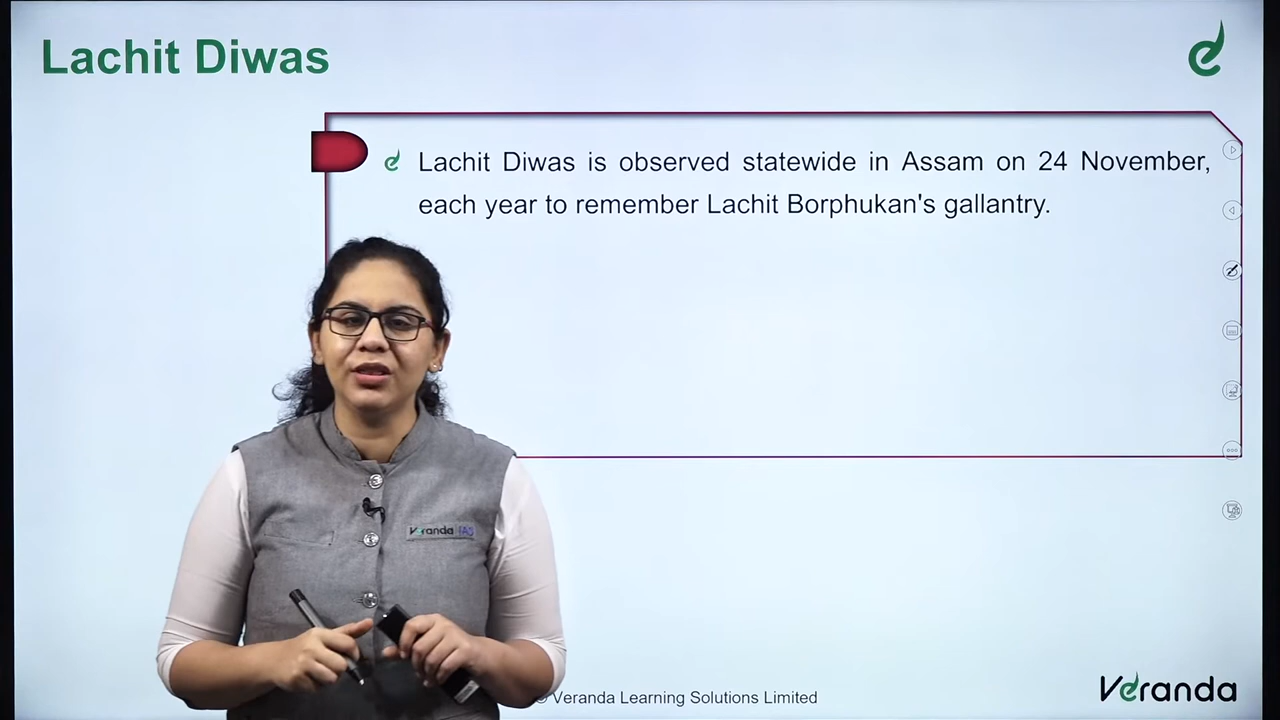 Lachit Diwas
Lachit Diwas is observed statewide in Assam on 24 November,
each year to remember Lachit Borphukan's gallantry.
Veranda IAS
© Veranda Learning Solutions Limited
Veranda